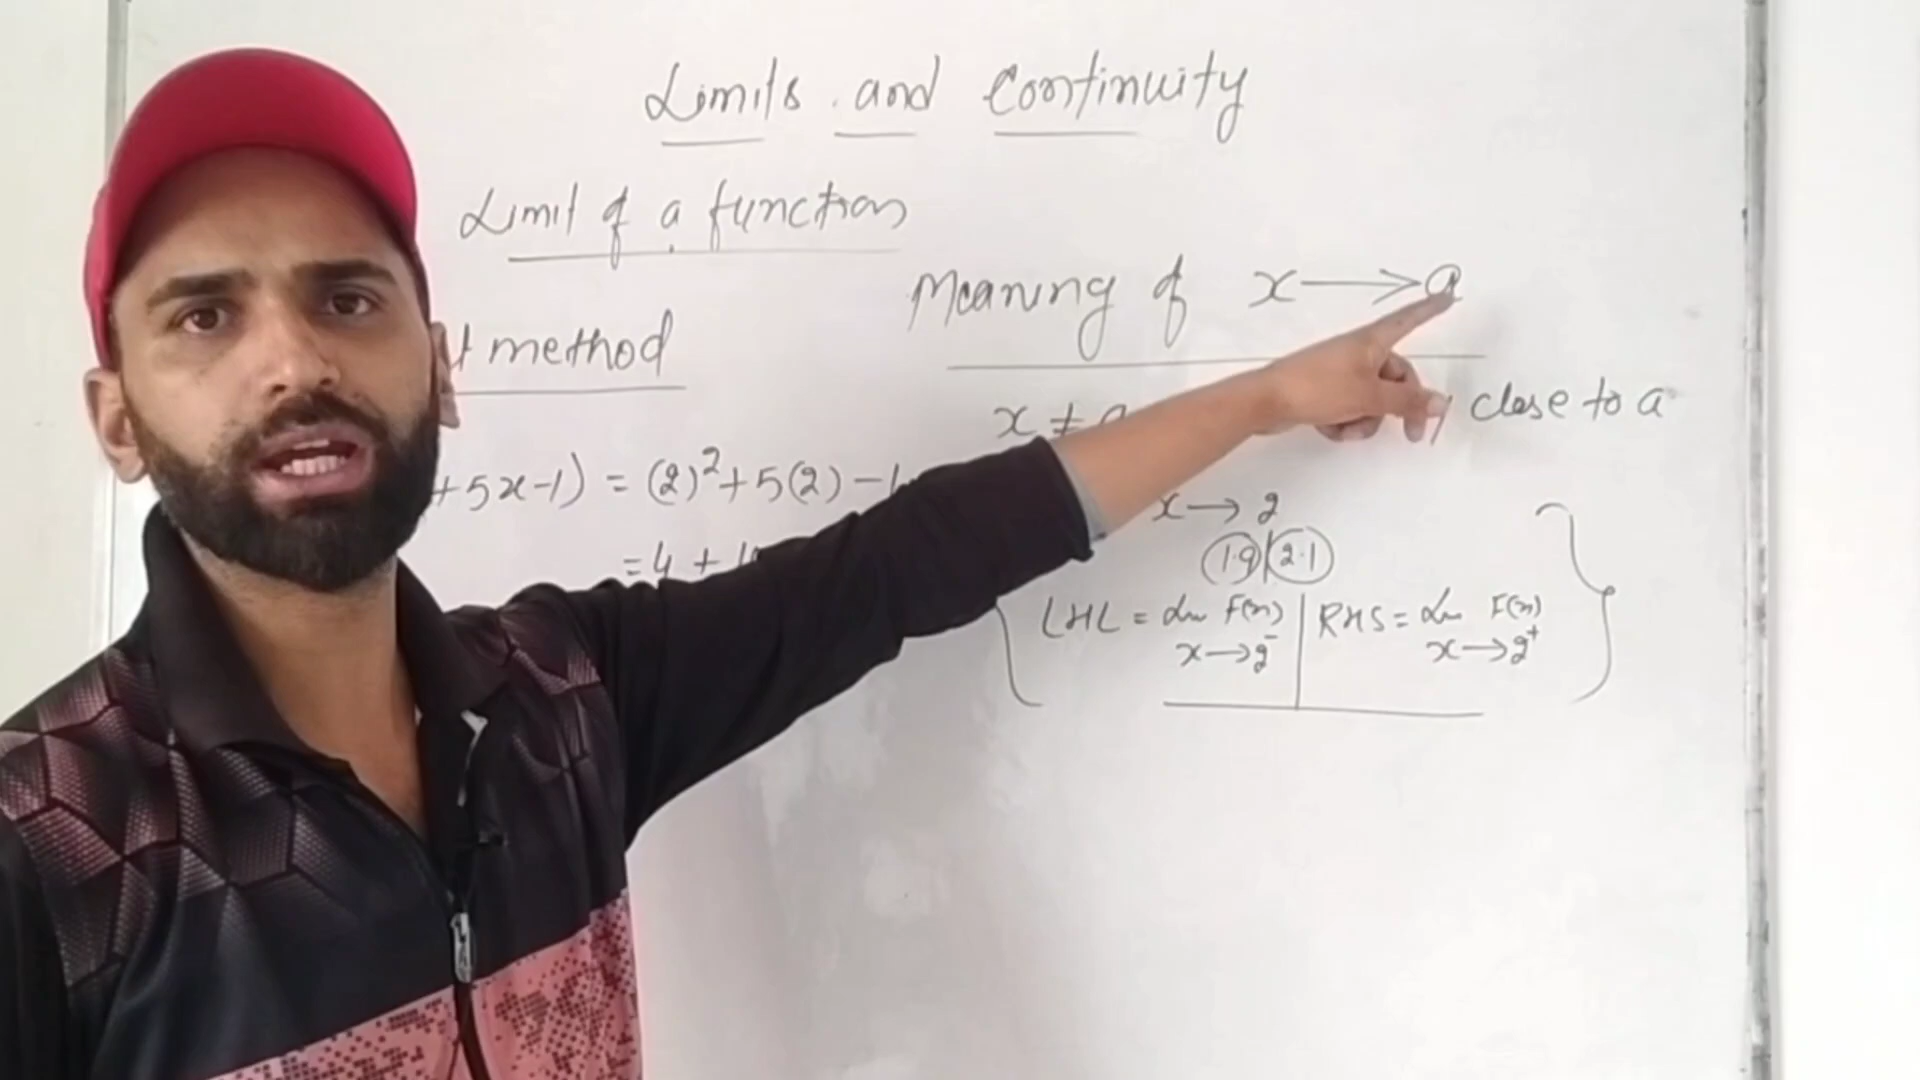 Limits and Continuity
Limit of a function
method
+5x-1) = (2)²+5(2)-1
=4+
Meaning of x→a
x≠a close to a
x→2
1.9|2.1
LHL = Lim F(x) | RHS = Lim F(x)
x→2⁻ x→2⁺